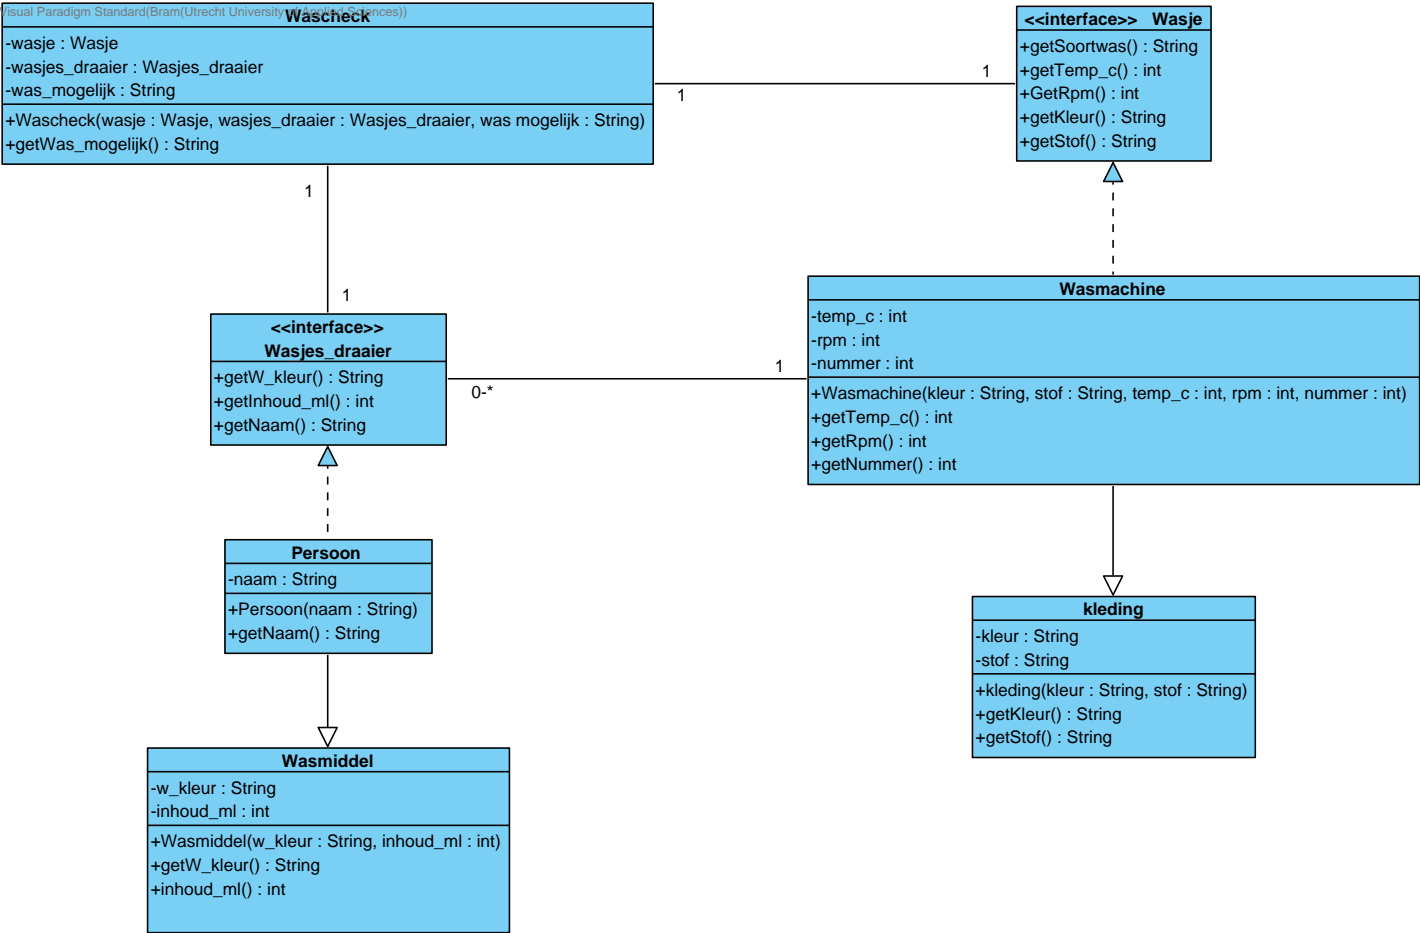 Visual Paradigm Standard(Bram(Utrecht University of Applied Sciences))
Wascheck
-wasje : Wasje
-wasjes_draaier : Wasjes_draaier
-was_mogelijk : String
+Wascheck(wasje : Wasje, wasjes_draaier : Wasjes_draaier, was mogelijk : String)
+getWas_mogelijk() : String
1
1
<<interface>> Wasje
+getSoortwas() : String
+getTemp_c() : int
+GetRpm() : int
+getKleur() : String
+getStof() : String
1
1
<<interface>>
Wasjes_draaier
+getW_kleur() : String
+getInhoud_ml() : int
+getNaam() : String
0-*
1
Wasmachine
-temp_c : int
-rpm : int
-nummer : int
+Wasmachine(kleur : String, stof : String, temp_c : int, rpm : int, nummer : int)
+getTemp_c() : int
+getRpm() : int
+getNummer() : int
Persoon
-naam : String
+Persoon(naam : String)
+getNaam() : String
kleding
-kleur : String
-stof : String
+kleding(kleur : String, stof : String)
+getKleur() : String
+getStof() : String
Wasmiddel
-w_kleur : String
-inhoud_ml : int
+Wasmiddel(w_kleur : String, inhoud_ml : int)
+getW_kleur() : String
+inhoud_ml() : int